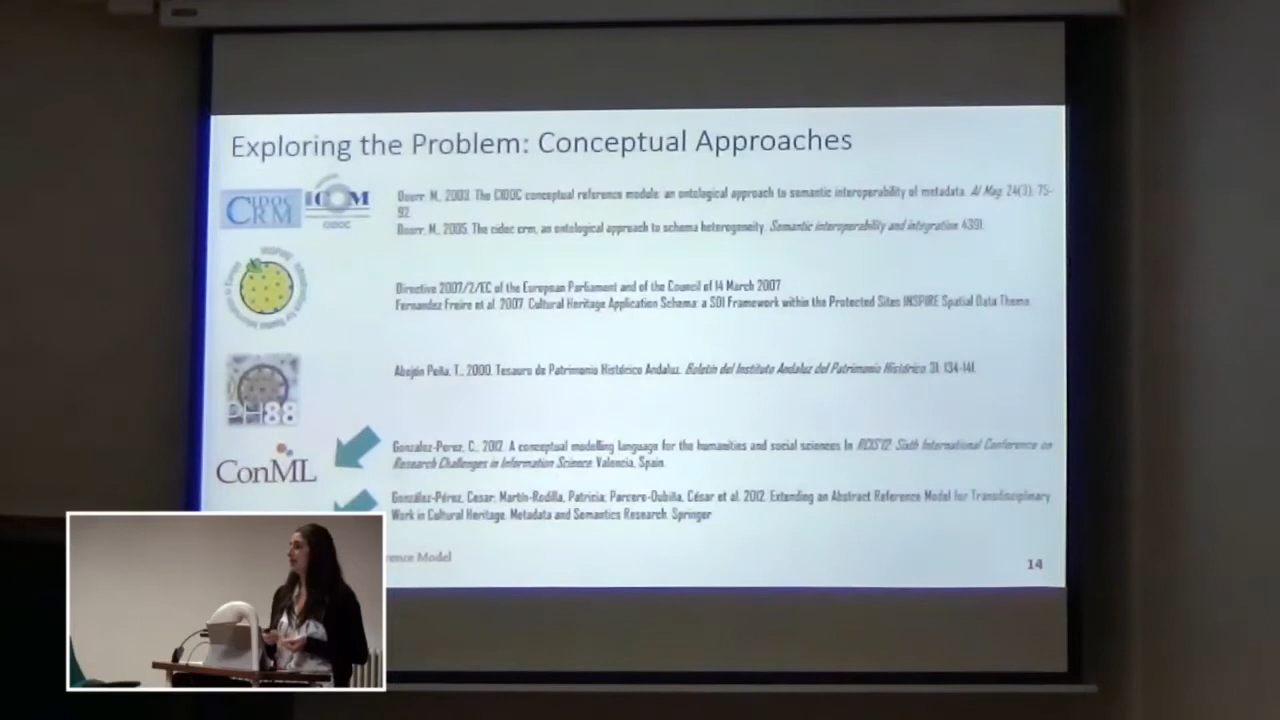 Exploring the Problem: Conceptual Approaches
CIDOC CRM
ICOM
CIDOC
Doerr, M., 2003. The CIDOC conceptual reference module: an ontological approach to semantic interoperability of metadata. AI Mag. 24(3): 75-
92.
Doerr, M., 2005. The cidoc crm, an ontological approach to schema heterogeneity. Semantic interoperability and integration 4391.
INSPIRE
Directive 2007/2/EC of the European Parliament and of the Council of 14 March 2007
Fernandez Freire et al. 2007. Cultural Heritage Application Schema: a SDI Framework within the Protected Sites INSPIRE Spatial Data Theme
PH88
Abejón Peña, T., 2000. Tesauro de Patrimonio Histórico Andaluz. Boletín del Instituto Andaluz del Patrimonio Histórico 31: 134-141.
ConML
Gonzalez-Perez, C., 2012. A conceptual modelling language for the humanities and social sciences In RCIS'12: Sixth International Conference on
Research Challenges in Information Science Valencia, Spain
González-Pérez, Cesar; Martín-Rodilla, Patricia; Parcero-Oubiña, César et al. 2012. Extending an Abstract Reference Model for Transdisciplinary
Work in Cultural Heritage. Metadata and Semantics Research. Springer
rence Model
14